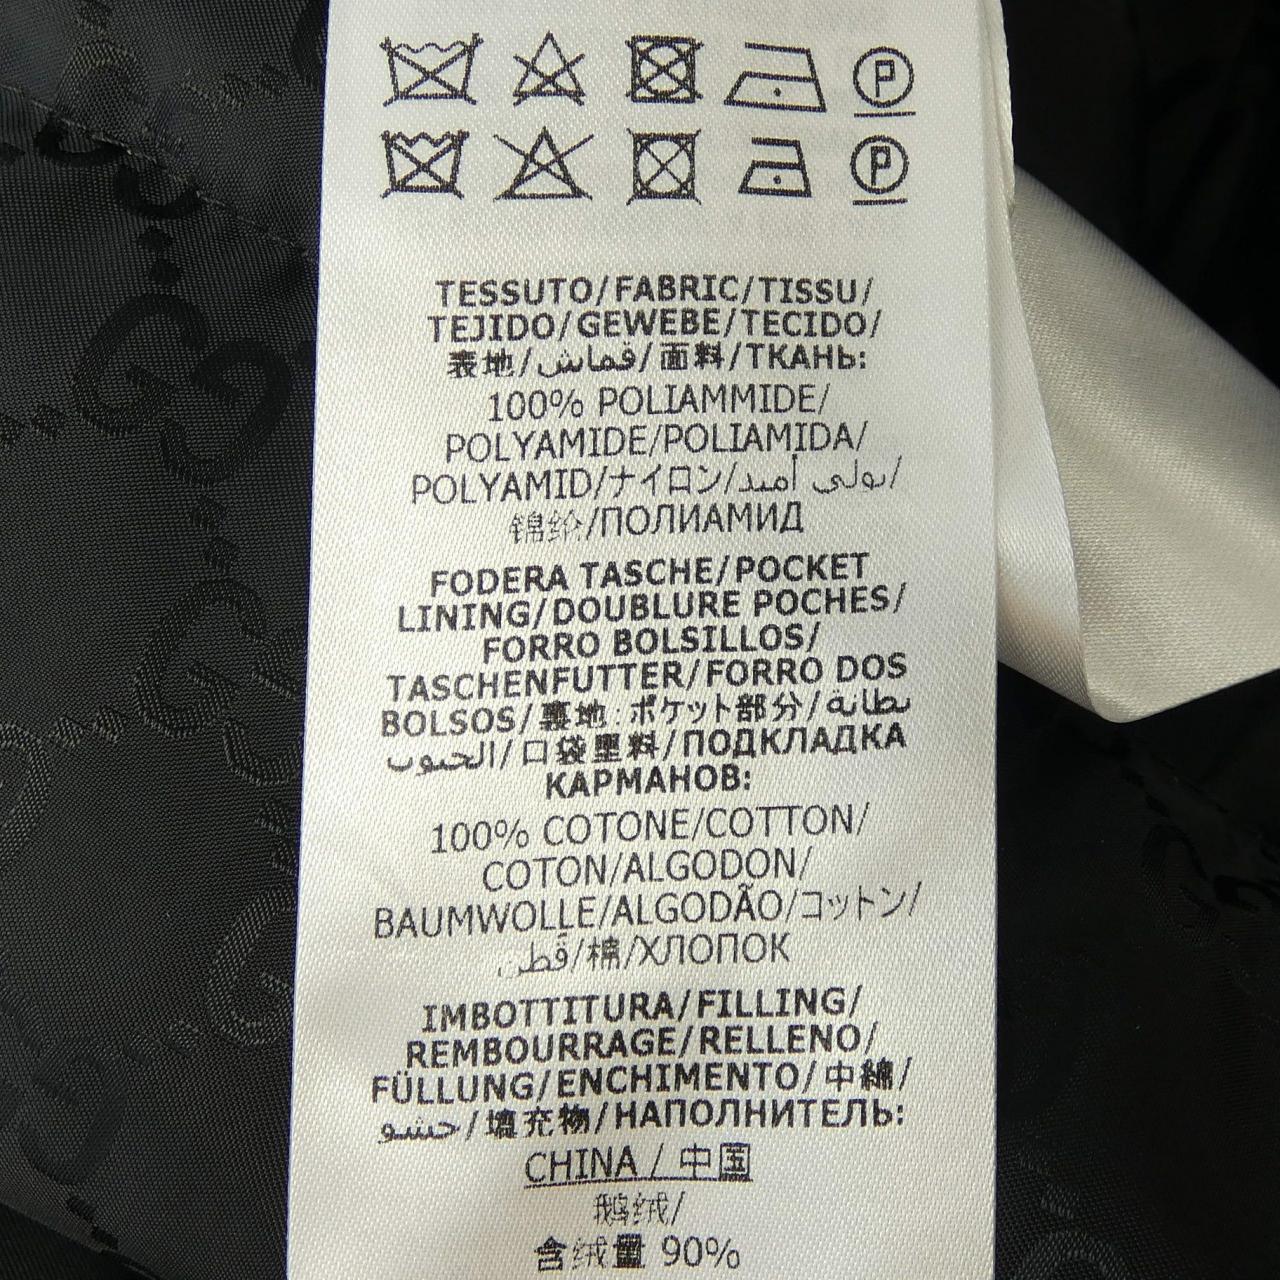 P
P
TESSUTO/FABRIC/TISSU/
TEJIDO/GEWEBE/TECIDO/
表地/قماش/面料/ТКАНЬ:
100% POLIAMMIDE/
POLYAMIDE/POLIAMIDA/
POLYAMID/ナイロン/بولي أميد/
锦纶/ПОЛИАМИД
FODERA TASCHE/POCKET
LINING/DOUBLURE POCHES/
FORRO BOLSILLOS/
TASCHENFUTTER/FORRO DOS
BOLSOS/裏地:ポケット部分/بطانة
الجيوب/口袋里料/ПОДКЛАДКА
КАРМАНОВ:
100% COTONE/COTTON/
COTON/ALGODON/
BAUMWOLLE/ALGODÃO/コットン/
قطن/棉/ХЛОПОК
IMBOTTITURA/FILLING/
REMBOURRAGE/RELLENO/
FÜLLUNG/ENCHIMENTO/中綿/
حشو/填充物/НАПОЛНИТЕЛЬ:
CHINA / 中国
鹅绒/
含绒量 90%